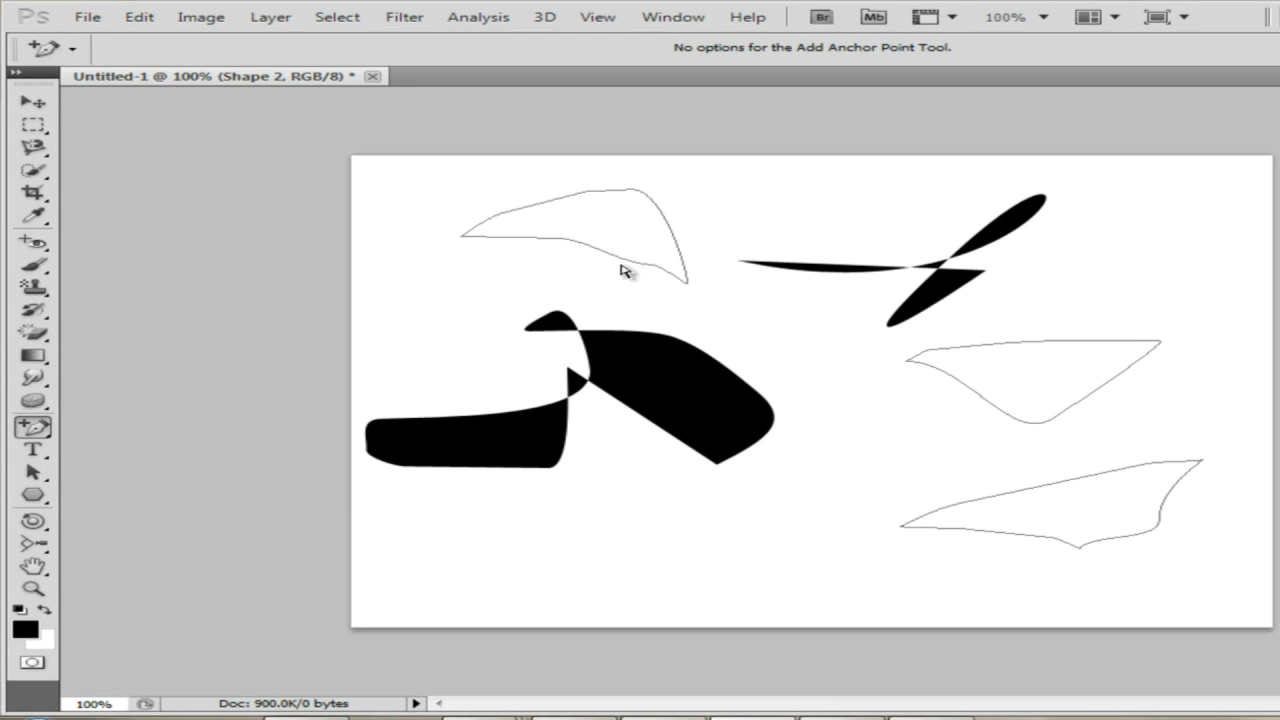 Ps File Edit Image Layer Select Filter Analysis 3D View Window Help Br Mb 100%
No options for the Add Anchor Point Tool.
Untitled-1 @ 100% (Shape 2, RGB/8) *
T
100% Doc: 900.0K/0 bytes